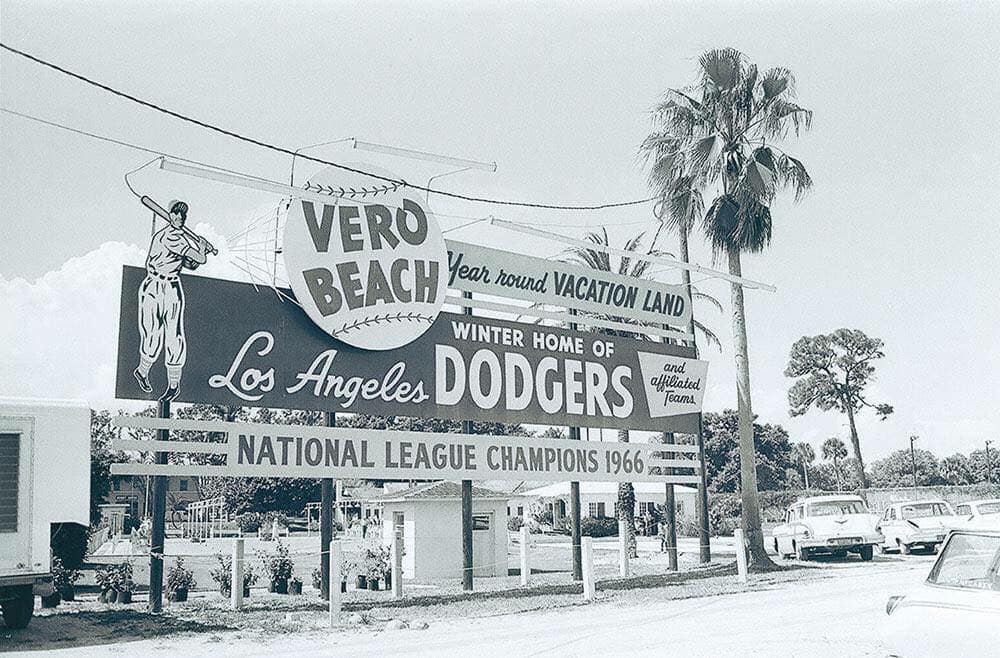 VERO
BEACH
Year round VACATION LAND
WINTER HOME OF
Los Angeles DODGERS
and
affiliated
Teams
NATIONAL LEAGUE CHAMPIONS 1966